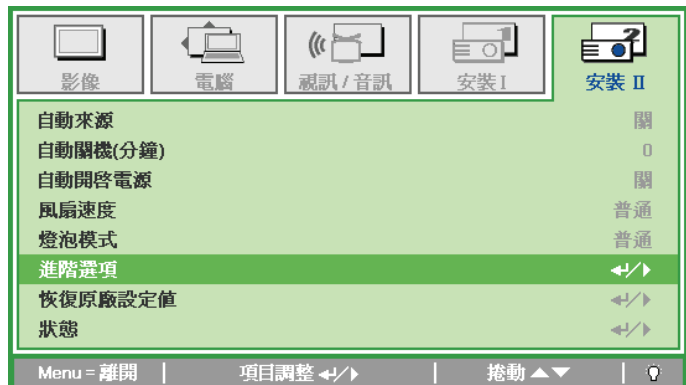 影像
電腦
視訊 / 音訊
安裝 I
安裝 II
自動來源 關
自動關機(分鐘) 0
自動開啓電源 關
風扇速度 普通
燈泡模式 普通
進階選項 ↵/▶
恢復原廠設定值 ↵/▶
狀態 ↵/▶
Menu = 離開 項目調整 ↵/▶ 捲動 ▲▼